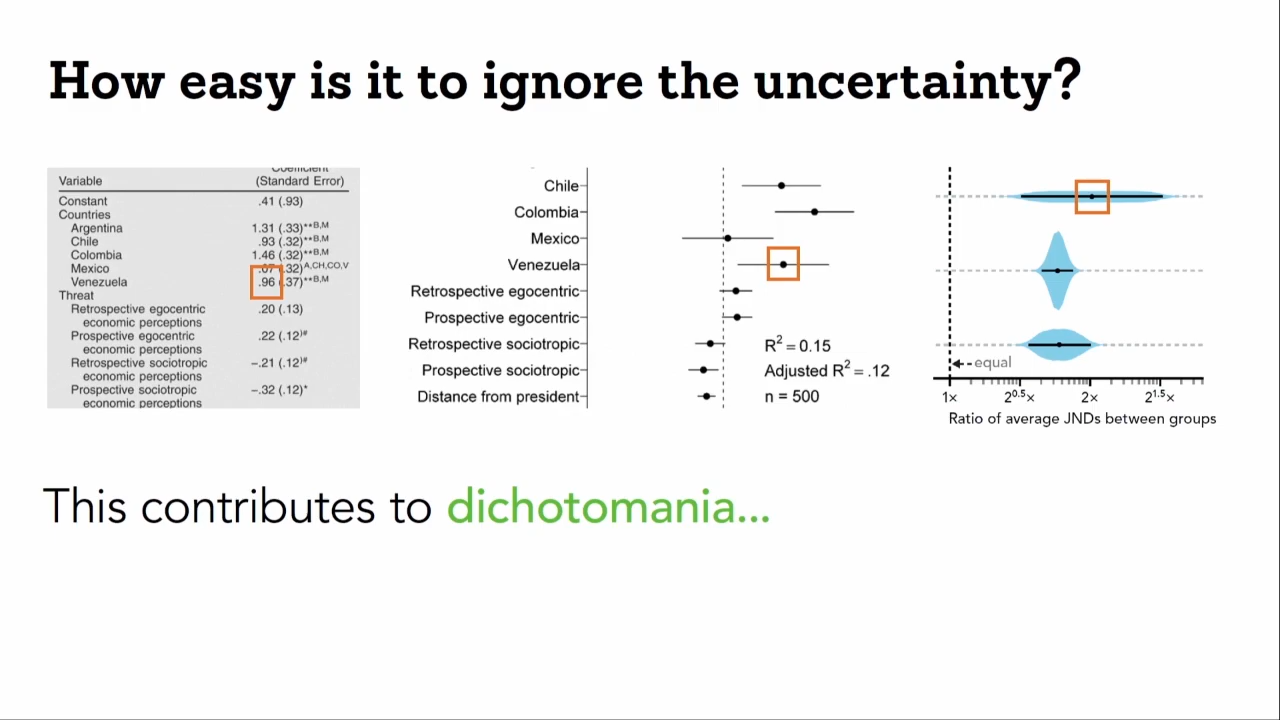 How easy is it to ignore the uncertainty?
Coefficient
Variable (Standard Error)
Constant .41 (.93)
Countries
Argentina 1.31 (.33)**B,M
Chile .93 (.32)**B,M
Colombia 1.46 (.32)**B,M
Mexico .07 (.32)A,CH,CO,V
Venezuela .96 (.37)**B,M
Threat
Retrospective egocentric .20 (.13)
economic perceptions
Prospective egocentric .22 (.12)#
economic perceptions
Retrospective sociotropic −.21 (.12)#
economic perceptions
Prospective sociotropic −.32 (.12)*
economic perceptions
Chile
Colombia
Mexico
Venezuela
Retrospective egocentric
Prospective egocentric
Retrospective sociotropic
Prospective sociotropic
Distance from president
R² = 0.15
Adjusted R² = .12
n = 500
equal
1× 2^0.5× 2× 2^1.5×
Ratio of average JNDs between groups
This contributes to dichotomania...